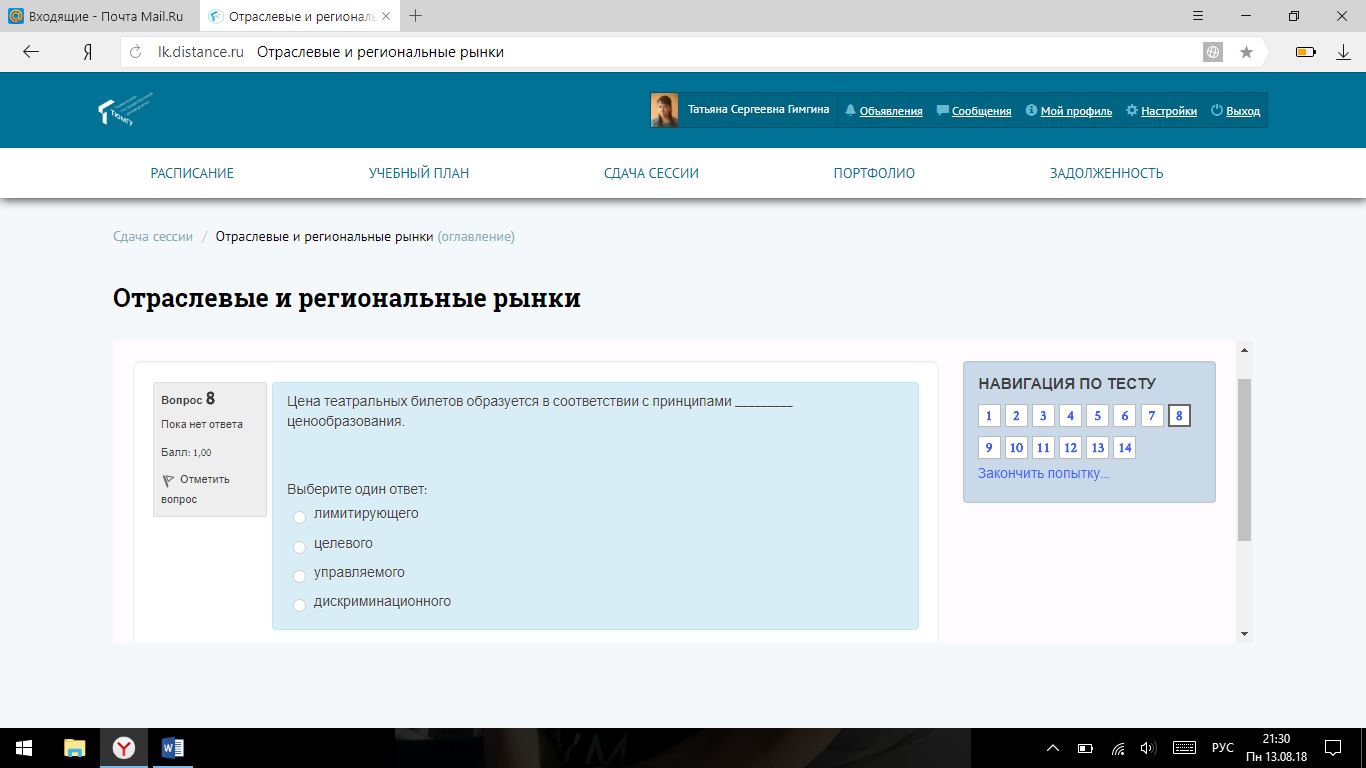 Входящие - Почта Mail.Ru
Отраслевые и региональ
lk.distance.ru Отраслевые и региональные рынки
ТюмГУ
Татьяна Сергеевна Гимгина Объявления Сообщения Мой профиль Настройки Выход
РАСПИСАНИЕ УЧЕБНЫЙ ПЛАН СДАЧА СЕССИИ ПОРТФОЛИО ЗАДОЛЖЕННОСТЬ
Сдача сессии / Отраслевые и региональные рынки (оглавление)
Отраслевые и региональные рынки
Вопрос 8
Пока нет ответа
Балл: 1,00
Отметить
вопрос
Цена театральных билетов образуется в соответствии с принципами _________
ценообразования.
Выберите один ответ:
лимитирующего
целевого
управляемого
дискриминационного
НАВИГАЦИЯ ПО ТЕСТУ
1 2 3 4 5 6 7 8
9 10 11 12 13 14
Закончить попытку...
РУС
21:30
Пн 13.08.18